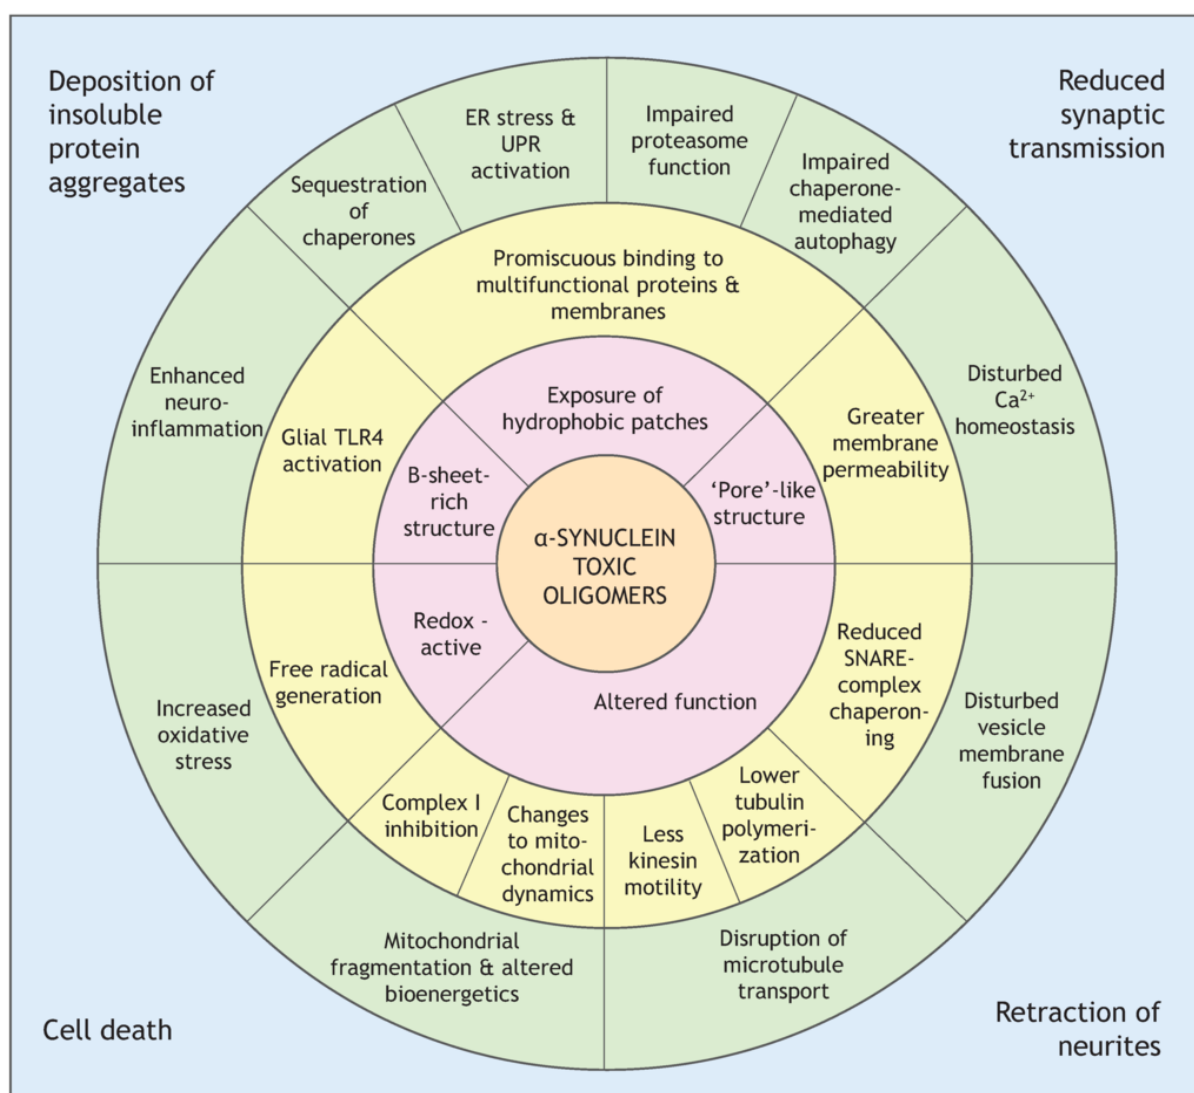 Deposition of
insoluble
protein
aggregates
Reduced
synaptic
transmission
ER stress &
UPR
activation
Impaired
proteasome
function
Sequestration
of
chaperones
Impaired
chaperone-
mediated
autophagy
Promiscuous binding to
multifunctional proteins &
membranes
Enhanced
neuro-
inflammation
Glial TLR4
activation
Exposure of
hydrophobic patches
Greater
membrane
permeability
Disturbed
Ca²⁺
homeostasis
B-sheet-
rich
structure
'Pore'-like
structure
α-SYNUCLEIN
TOXIC
OLIGOMERS
Redox -
active
Altered function
Free radical
generation
Reduced
SNARE-
complex
chaperon-
ing
Increased
oxidative
stress
Disturbed
vesicle
membrane
fusion
Complex I
inhibition
Changes
to mito-
chondrial
dynamics
Less
kinesin
motility
Lower
tubulin
polymeri-
zation
Mitochondrial
fragmentation & altered
bioenergetics
Disruption of
microtubule
transport
Cell death
Retraction of
neurites